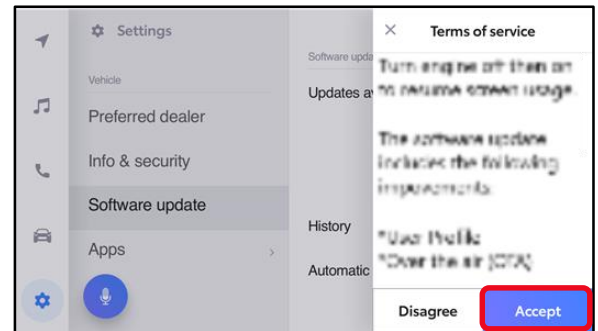 Settings
Vehicle
Preferred dealer
Info & security
Software update
Apps
Software upda
Updates a
History
Automatic
Terms of service
Turn engine off then on
to resume screen usage.
The software update
includes the following
improvements:
*User Profile
*Over the air (OTA)
Disagree
Accept